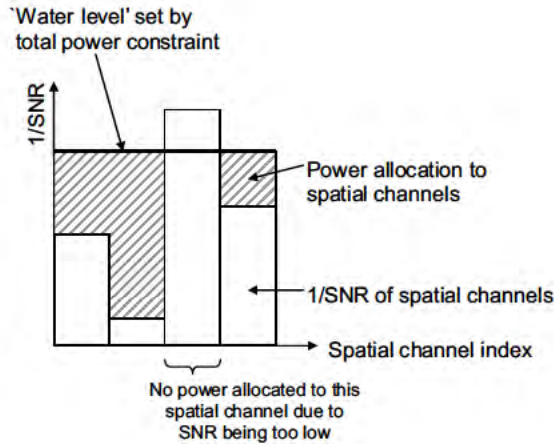 `Water level' set by
total power constraint
1/SNR
Power allocation to
spatial channels
1/SNR of spatial channels
Spatial channel index
No power allocated to this
spatial channel due to
SNR being too low